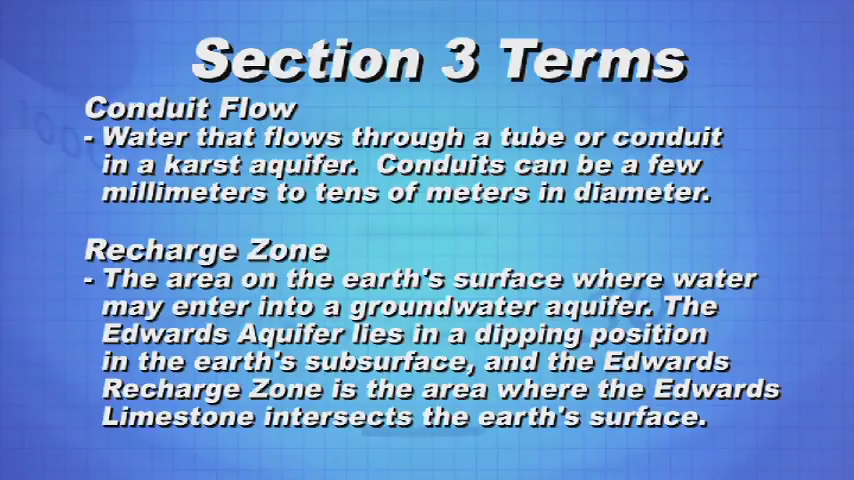 Section 3 Terms
Conduit Flow
- Water that flows through a tube or conduit
in a karst aquifer.  Conduits can be a few
millimeters to tens of meters in diameter.
Recharge Zone
- The area on the earth's surface where water
may enter into a groundwater aquifer. The
Edwards Aquifer lies in a dipping position
in the earth's subsurface, and the Edwards
Recharge Zone is the area where the Edwards
Limestone intersects the earth's surface.